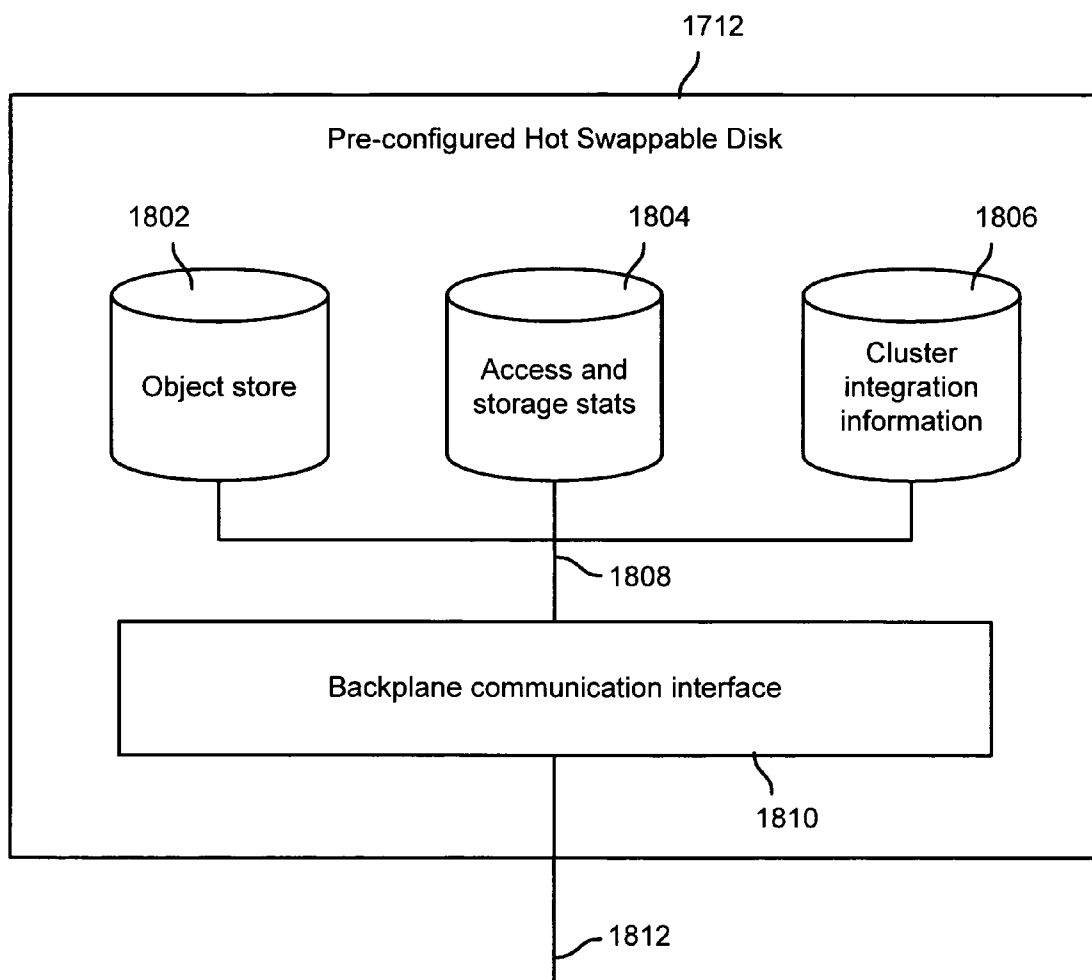 1712
Pre-configured Hot Swappable Disk
1802
1804
1806
Object store
Access and
storage stats
Cluster
integration
information
1808
Backplane communication interface
1810
1812